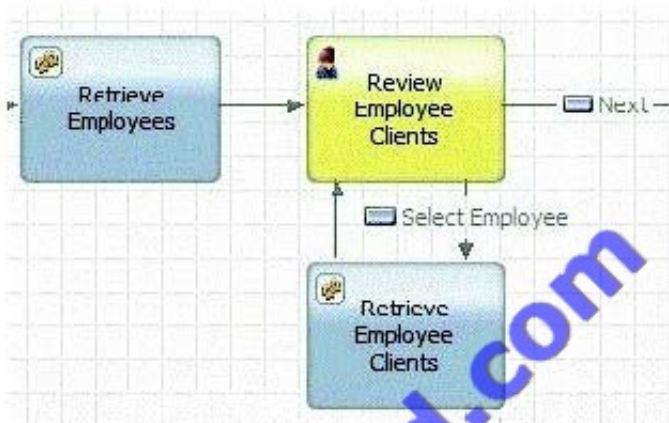 Retrieve
Employees
Review
Employee
Clients
Next
Select Employee
Retrieve
Employee
Clients
d.com